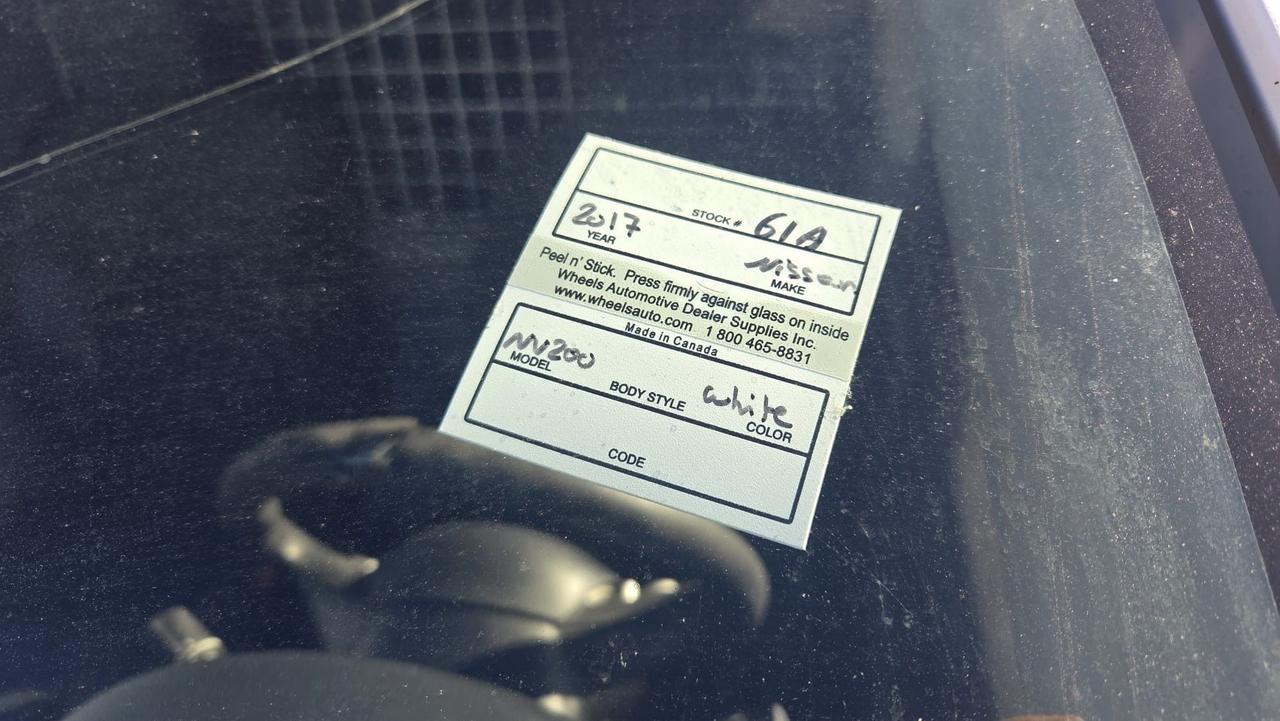 STOCK # 61A
2017 Nissan
YEAR MAKE
Peel n' Stick. Press firmly against glass on inside
Wheels Automotive Dealer Supplies Inc.
www.wheelsauto.com 1 800 465-8831
Made in Canada
NV200 white
MODEL BODY STYLE COLOR
CODE